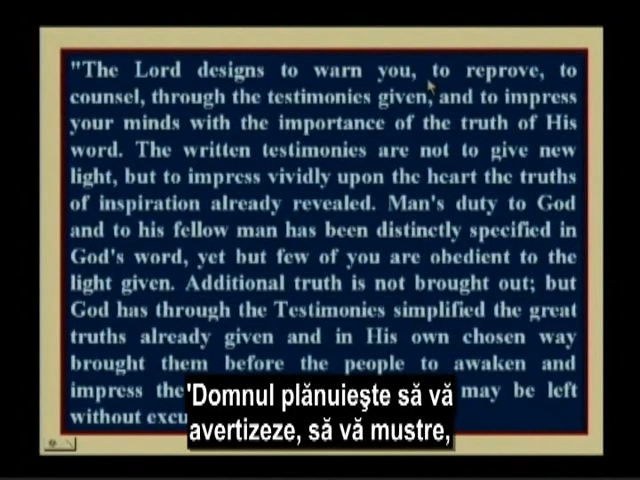 "The Lord designs to warn you, to reprove, to
counsel, through the testimonies given, and to impress
your minds with the importance of the truth of His
word. The written testimonies are not to give new
light, but to impress vividly upon the heart the truths
of inspiration already revealed. Man's duty to God
and to his fellow man has been distinctly specified in
God's word, yet but few of you are obedient to the
light given. Additional truth is not brought out; but
God has through the Testimonies simplified the great
truths already given and in His own chosen way
brought them before the people to awaken and
impress the may be left
without
'Domnul plănuieşte să vă
avertizeze, să vă mustre,